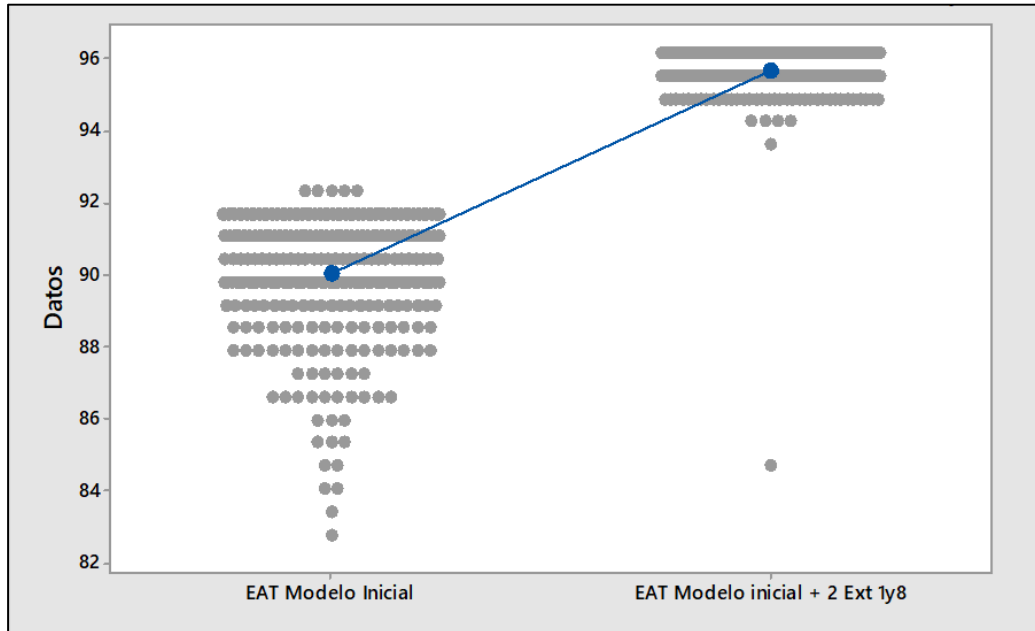 96
94
92
90
88
86
84
82
Datos
EAT Modelo Inicial
EAT Modelo inicial + 2 Ext 1y8